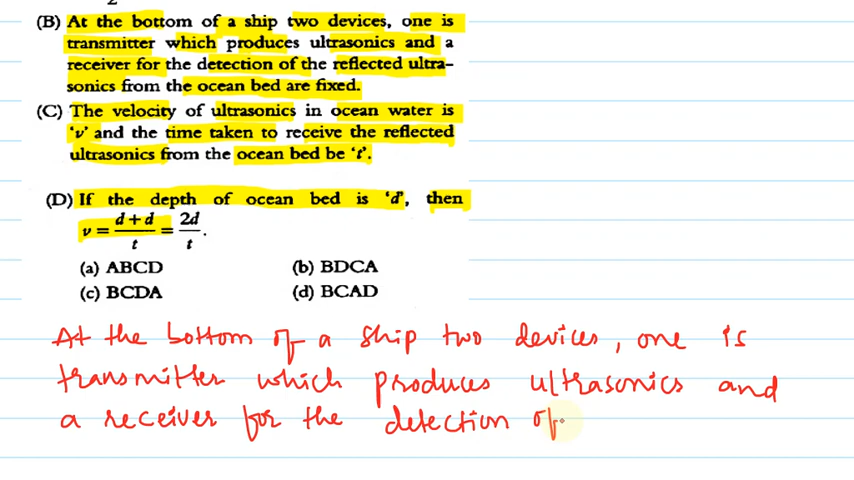 (B) At the bottom of a ship two devices, one is
transmitter which produces ultrasonics and a
receiver for the detection of the reflected ultra-
sonics from the ocean bed are fixed.
(C) The velocity of ultrasonics in ocean water is
'v' and the time taken to receive the reflected
ultrasonics from the ocean bed be 't'.
(D) If the depth of ocean bed is 'd', then
v = (d + d)/t = 2d/t.
(a) ABCD (b) BDCA
(c) BCDA (d) BCAD
At the bottom of a ship two devices, one is
transmitter which produces ultrasonics and
a receiver for the detection of